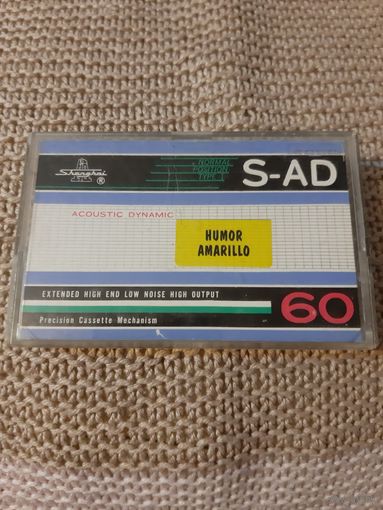 Shanghai
®
NORMAL
POSITION
TYPE I
S-AD
ACOUSTIC DYNAMIC
HUMOR
AMARILLO
EXTENDED HIGH END LOW NOISE HIGH OUTPUT
60
Precision Cassette Mechanism